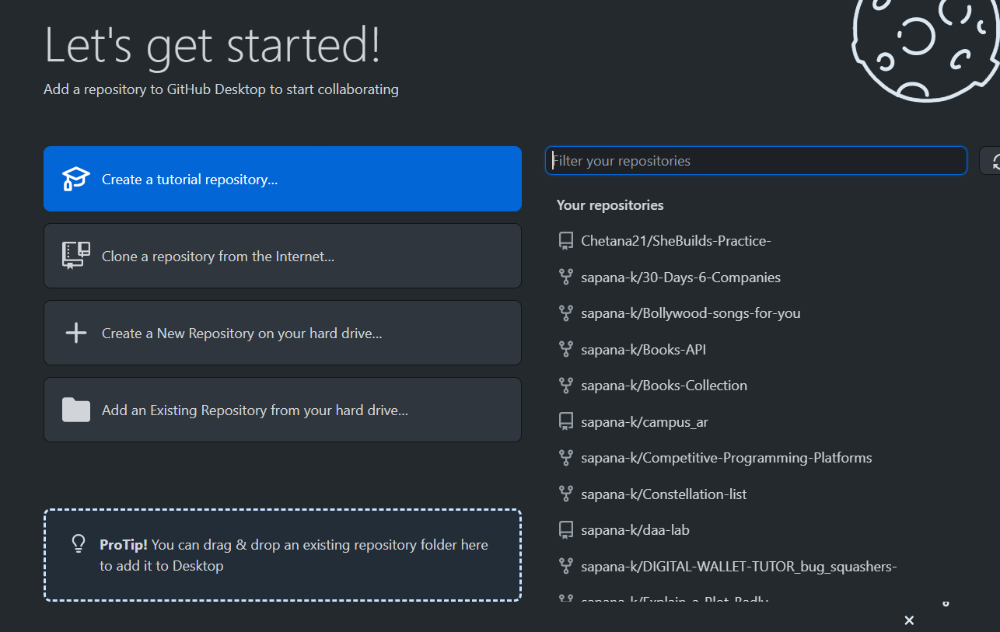 Let's get started!
Add a repository to GitHub Desktop to start collaborating
Create a tutorial repository...
Clone a repository from the Internet...
Create a New Repository on your hard drive...
Add an Existing Repository from your hard drive...
ProTip! You can drag & drop an existing repository folder here
to add it to Desktop
Filter your repositories
Your repositories
Chetana21/SheBuilds-Practice-
sapana-k/30-Days-6-Companies
sapana-k/Bollywood-songs-for-you
sapana-k/Books-API
sapana-k/Books-Collection
sapana-k/campus_ar
sapana-k/Competitive-Programming-Platforms
sapana-k/Constellation-list
sapana-k/daa-lab
sapana-k/DIGITAL-WALLET-TUTOR_bug_squashers-
sapana-k/Explain-a-Plot-Badly